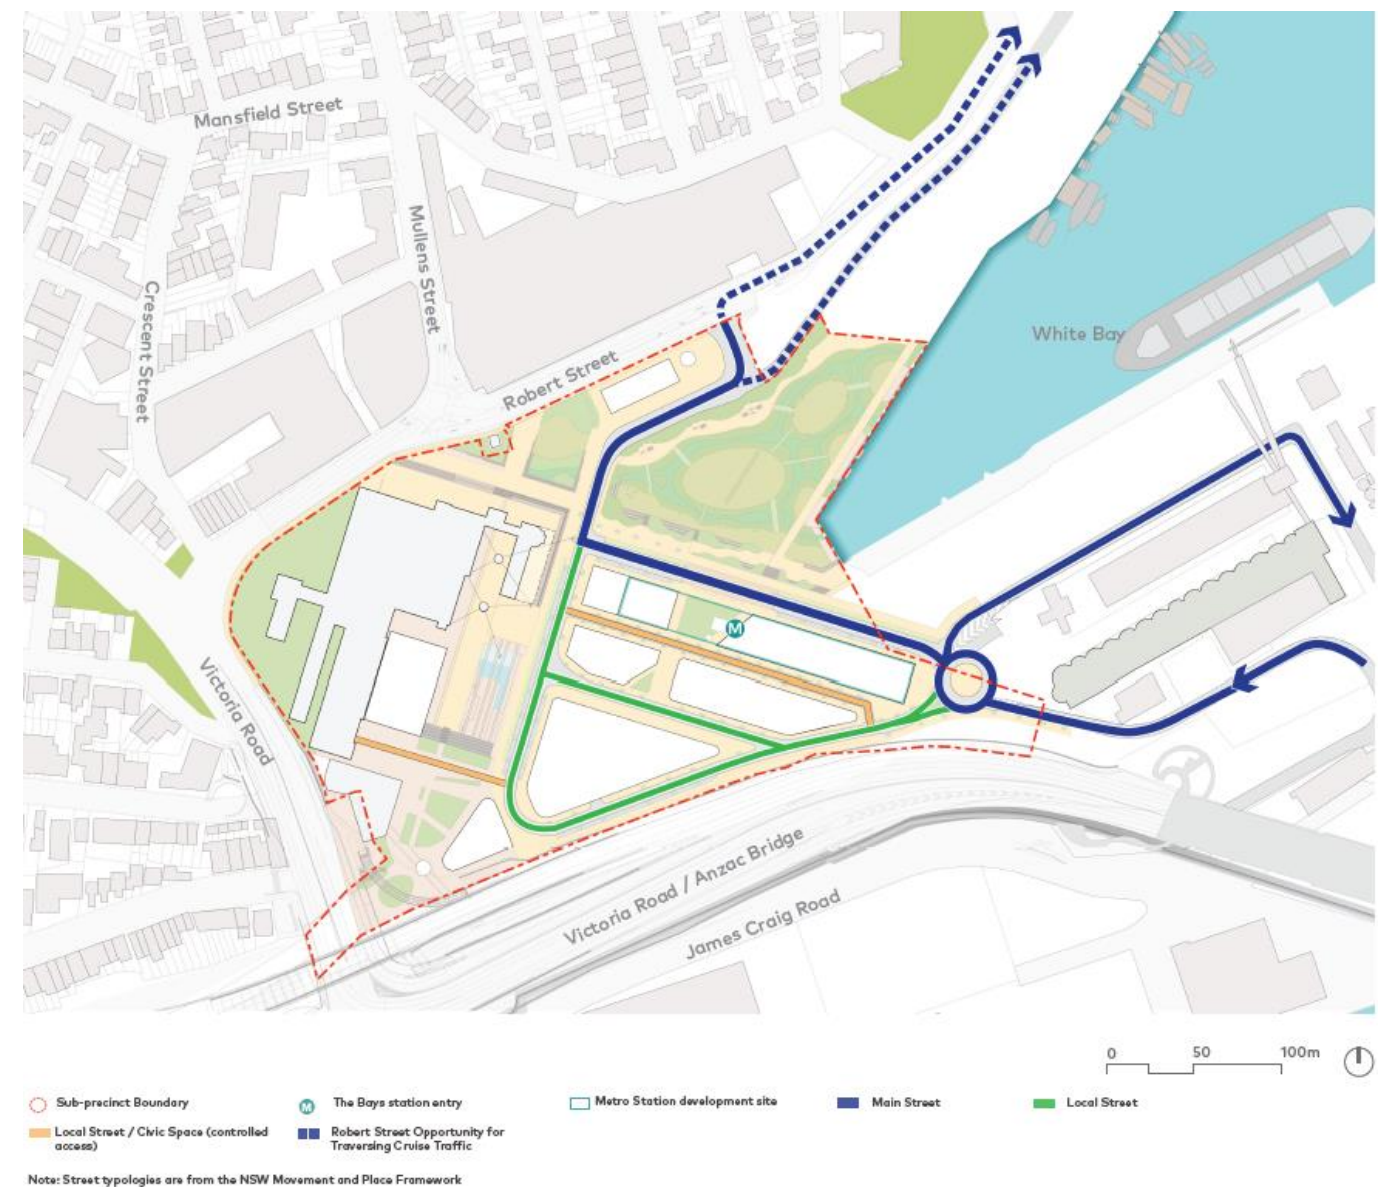 Mansfield Street
Mullens Street
Crescent Street
Robert Street
White Bay
M
Victoria Road
Victoria Road / Anzac Bridge
James Craig Road
0 50 100m
Sub-precinct Boundary
M The Bays station entry
Metro Station development site
Main Street
Local Street
Local Street / Civic Space (controlled
access)
Robert Street Opportunity for
Traversing Cruise Traffic
Note: Street typologies are from the NSW Movement and Place Framework